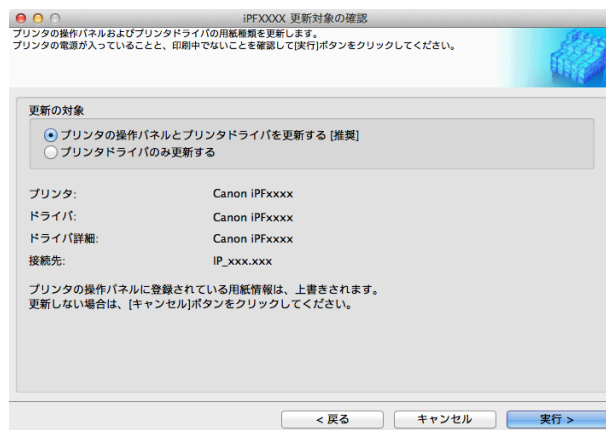 iPFXXXX 更新対象の確認
プリンタの操作パネルおよびプリンタドライバの用紙種類を更新します。
プリンタの電源が入っていることと、印刷中でないことを確認して[実行]ボタンをクリックしてください。
更新の対象
プリンタの操作パネルとプリンタドライバを更新する [推奨]
プリンタドライバのみ更新する
プリンタ: Canon iPFxxxx
ドライバ: Canon iPFxxxx
ドライバ詳細: Canon iPFxxxx
接続先: IP_xxx.xxx
プリンタの操作パネルに登録されている用紙情報は、上書きされます。
更新しない場合は、[キャンセル]ボタンをクリックしてください。
< 戻る キャンセル 実行 >